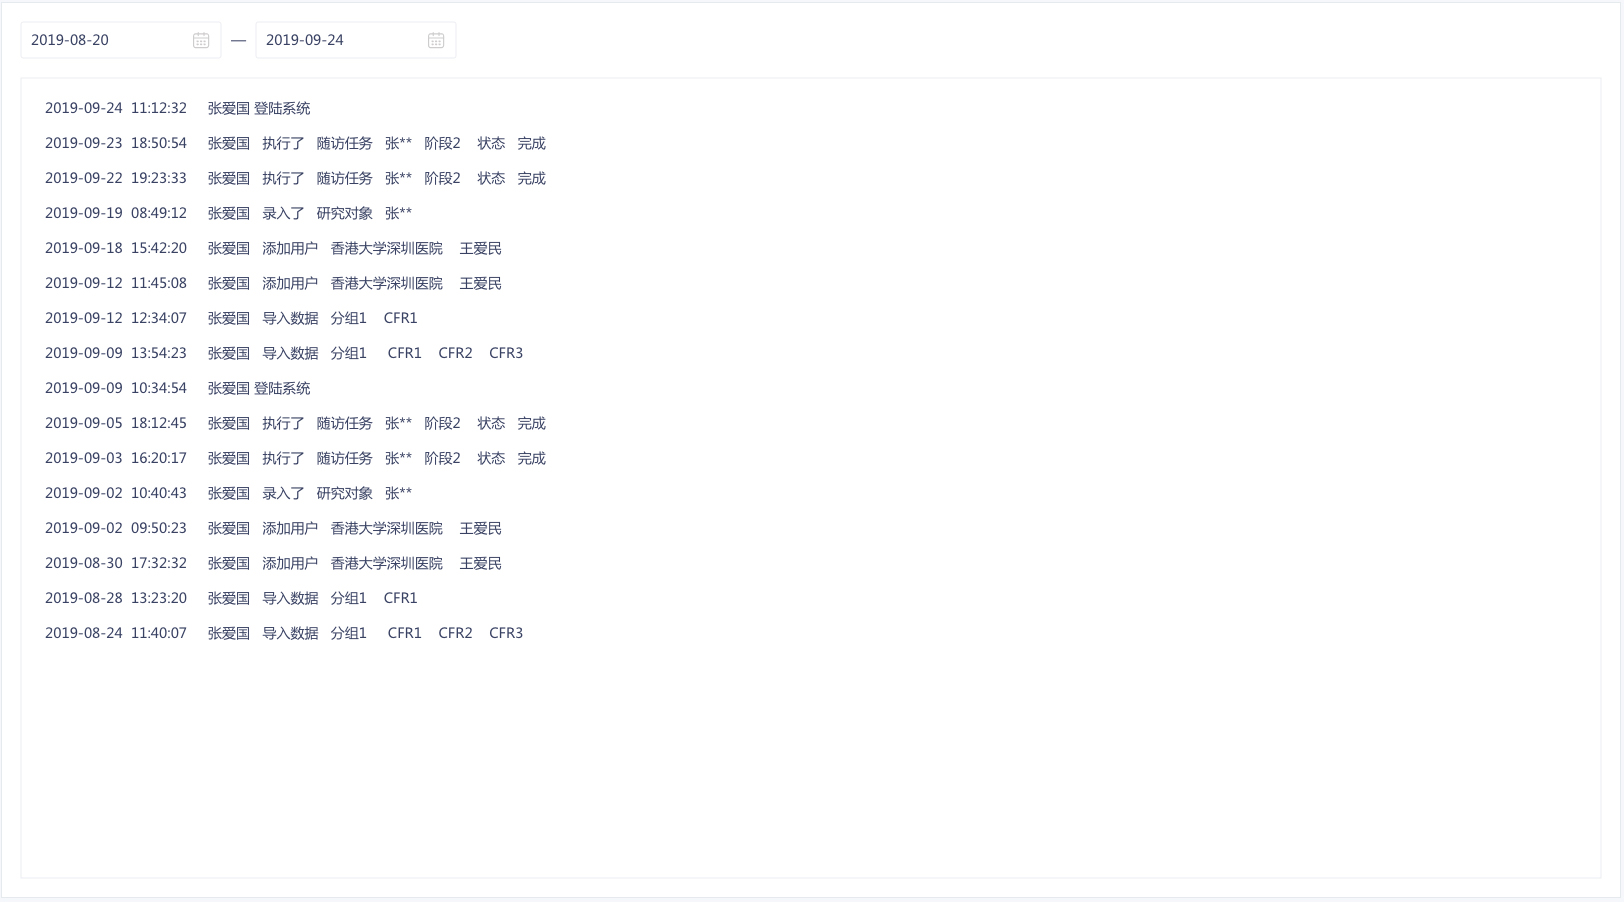 2019-08-20 — 2019-09-24
2019-09-24 11:12:32 张爱国 登陆系统
2019-09-23 18:50:54 张爱国 执行了 随访任务 张** 阶段2 状态 完成
2019-09-22 19:23:33 张爱国 执行了 随访任务 张** 阶段2 状态 完成
2019-09-19 08:49:12 张爱国 录入了 研究对象 张**
2019-09-18 15:42:20 张爱国 添加用户 香港大学深圳医院 王爱民
2019-09-12 11:45:08 张爱国 添加用户 香港大学深圳医院 王爱民
2019-09-12 12:34:07 张爱国 导入数据 分组1 CFR1
2019-09-09 13:54:23 张爱国 导入数据 分组1 CFR1 CFR2 CFR3
2019-09-09 10:34:54 张爱国 登陆系统
2019-09-05 18:12:45 张爱国 执行了 随访任务 张** 阶段2 状态 完成
2019-09-03 16:20:17 张爱国 执行了 随访任务 张** 阶段2 状态 完成
2019-09-02 10:40:43 张爱国 录入了 研究对象 张**
2019-09-02 09:50:23 张爱国 添加用户 香港大学深圳医院 王爱民
2019-08-30 17:32:32 张爱国 添加用户 香港大学深圳医院 王爱民
2019-08-28 13:23:20 张爱国 导入数据 分组1 CFR1
2019-08-24 11:40:07 张爱国 导入数据 分组1 CFR1 CFR2 CFR3